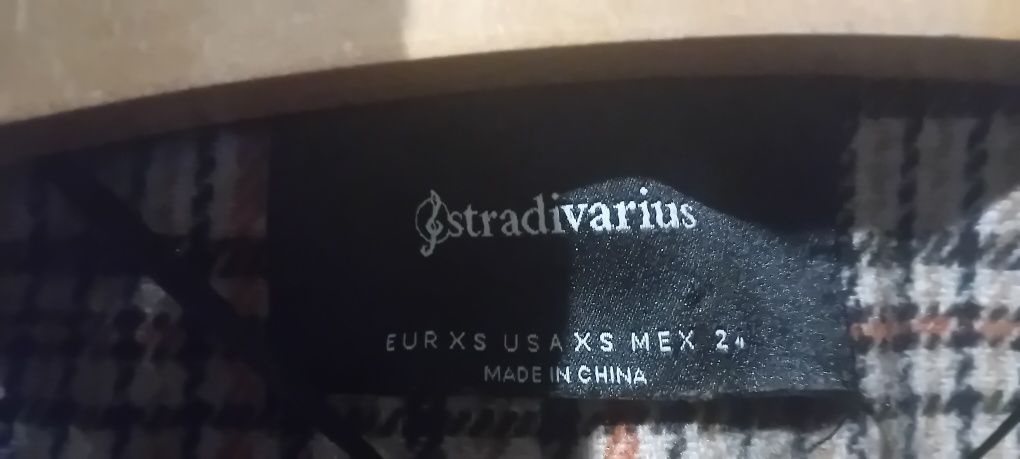 stradivarius
EUR XS USA XS MEX 24
MADE IN CHINA